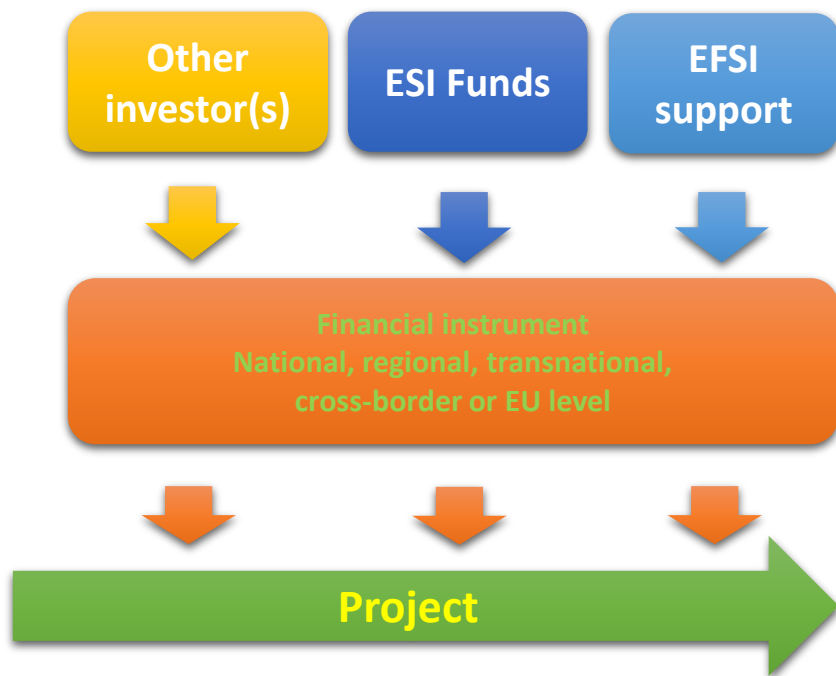 Other
investor(s)
ESI Funds
EFSI
support
Financial instrument
National, regional, transnational,
cross-border or EU level
Project